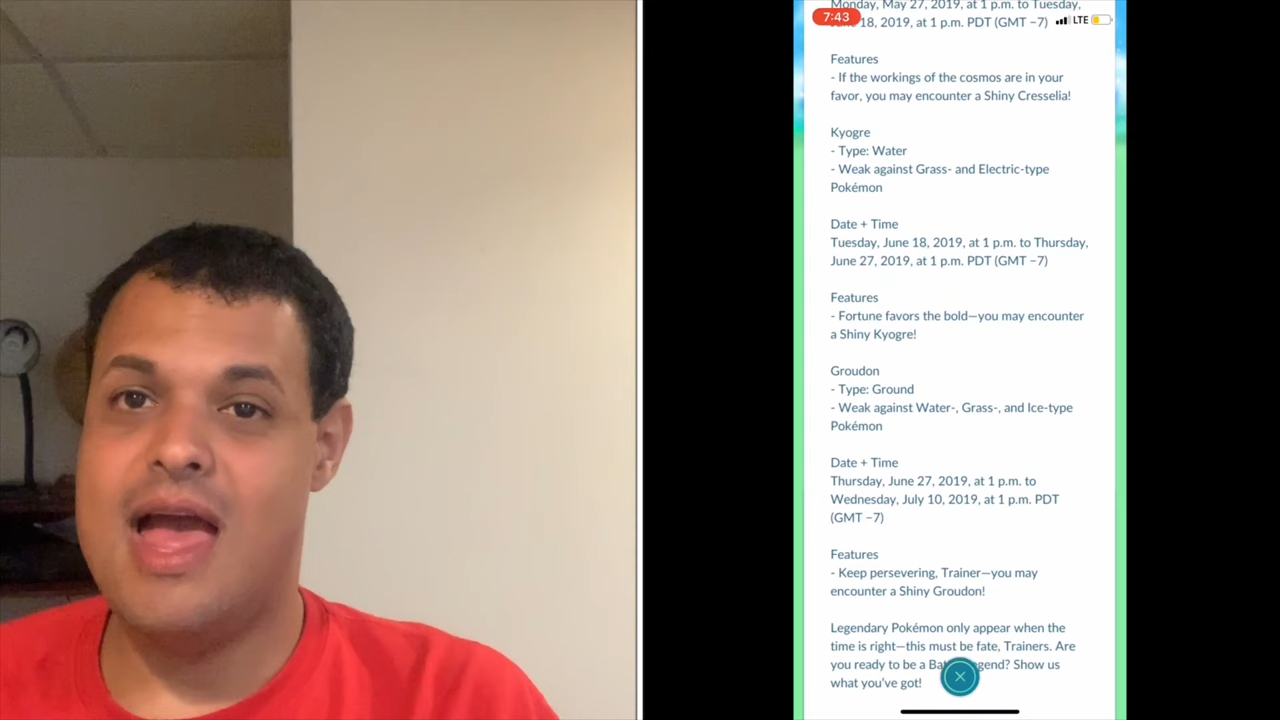 Monday, May 27, 2019, at 1 p.m. to Tuesday,
18, 2019, at 1 p.m. PDT (GMT −7)
7:43
LTE
Features
- If the workings of the cosmos are in your
favor, you may encounter a Shiny Cresselia!
Kyogre
- Type: Water
- Weak against Grass- and Electric-type
Pokémon
Date + Time
Tuesday, June 18, 2019, at 1 p.m. to Thursday,
June 27, 2019, at 1 p.m. PDT (GMT −7)
Features
- Fortune favors the bold—you may encounter
a Shiny Kyogre!
Groudon
- Type: Ground
- Weak against Water-, Grass-, and Ice-type
Pokémon
Date + Time
Thursday, June 27, 2019, at 1 p.m. to
Wednesday, July 10, 2019, at 1 p.m. PDT
(GMT −7)
Features
- Keep persevering, Trainer—you may
encounter a Shiny Groudon!
Legendary Pokémon only appear when the
time is right—this must be fate, Trainers. Are
you ready to be a Ba egend? Show us
what you've got!